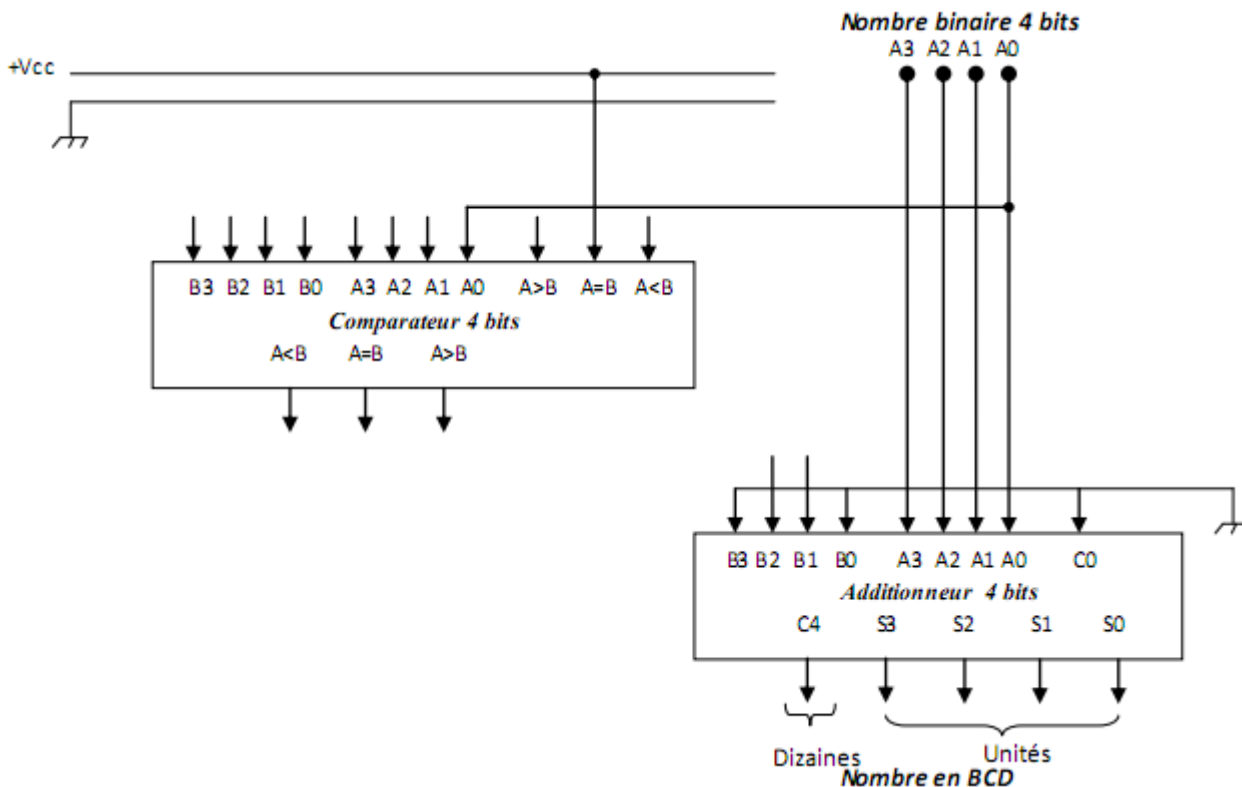 Nombre binaire 4 bits
A3 A2 A1 A0
+Vcc
B3 B2 B1 B0 A3 A2 A1 A0 A>B A=B A<B
Comparateur 4 bits
A<B A=B A>B
B3 B2 B1 B0 A3 A2 A1 A0 C0
Additionneur 4 bits
C4 S3 S2 S1 S0
Dizaines Unités
Nombre en BCD